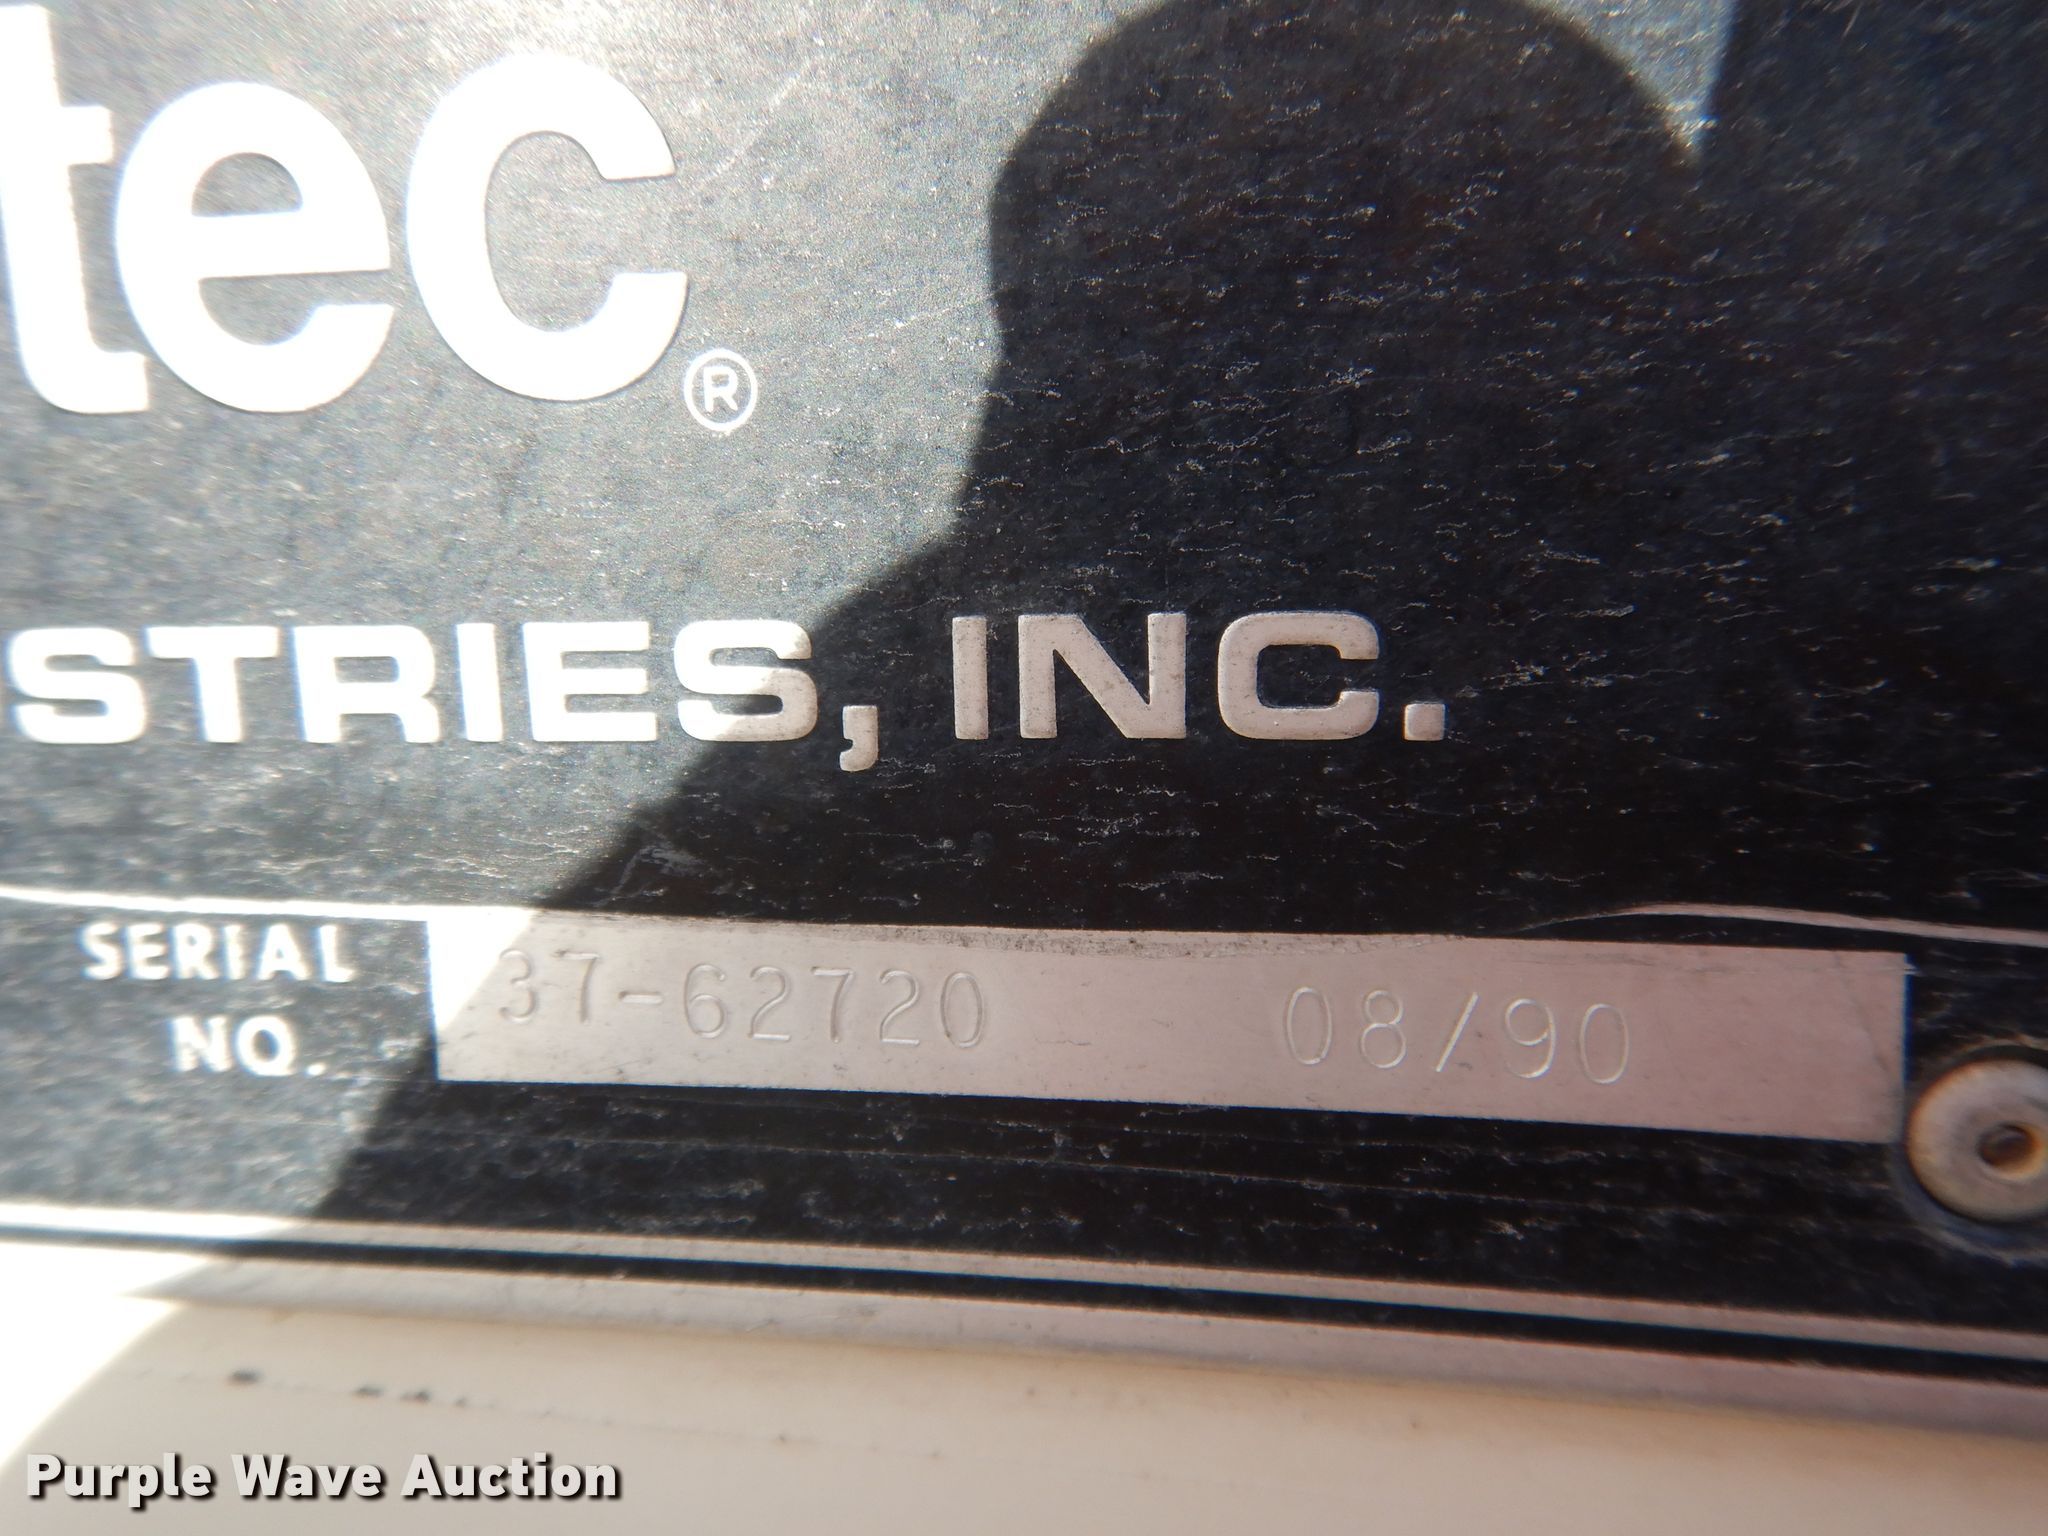 tec®
STRIES, INC.
SERIAL
NO.
37-62720 08/90
Purple Wave Auction